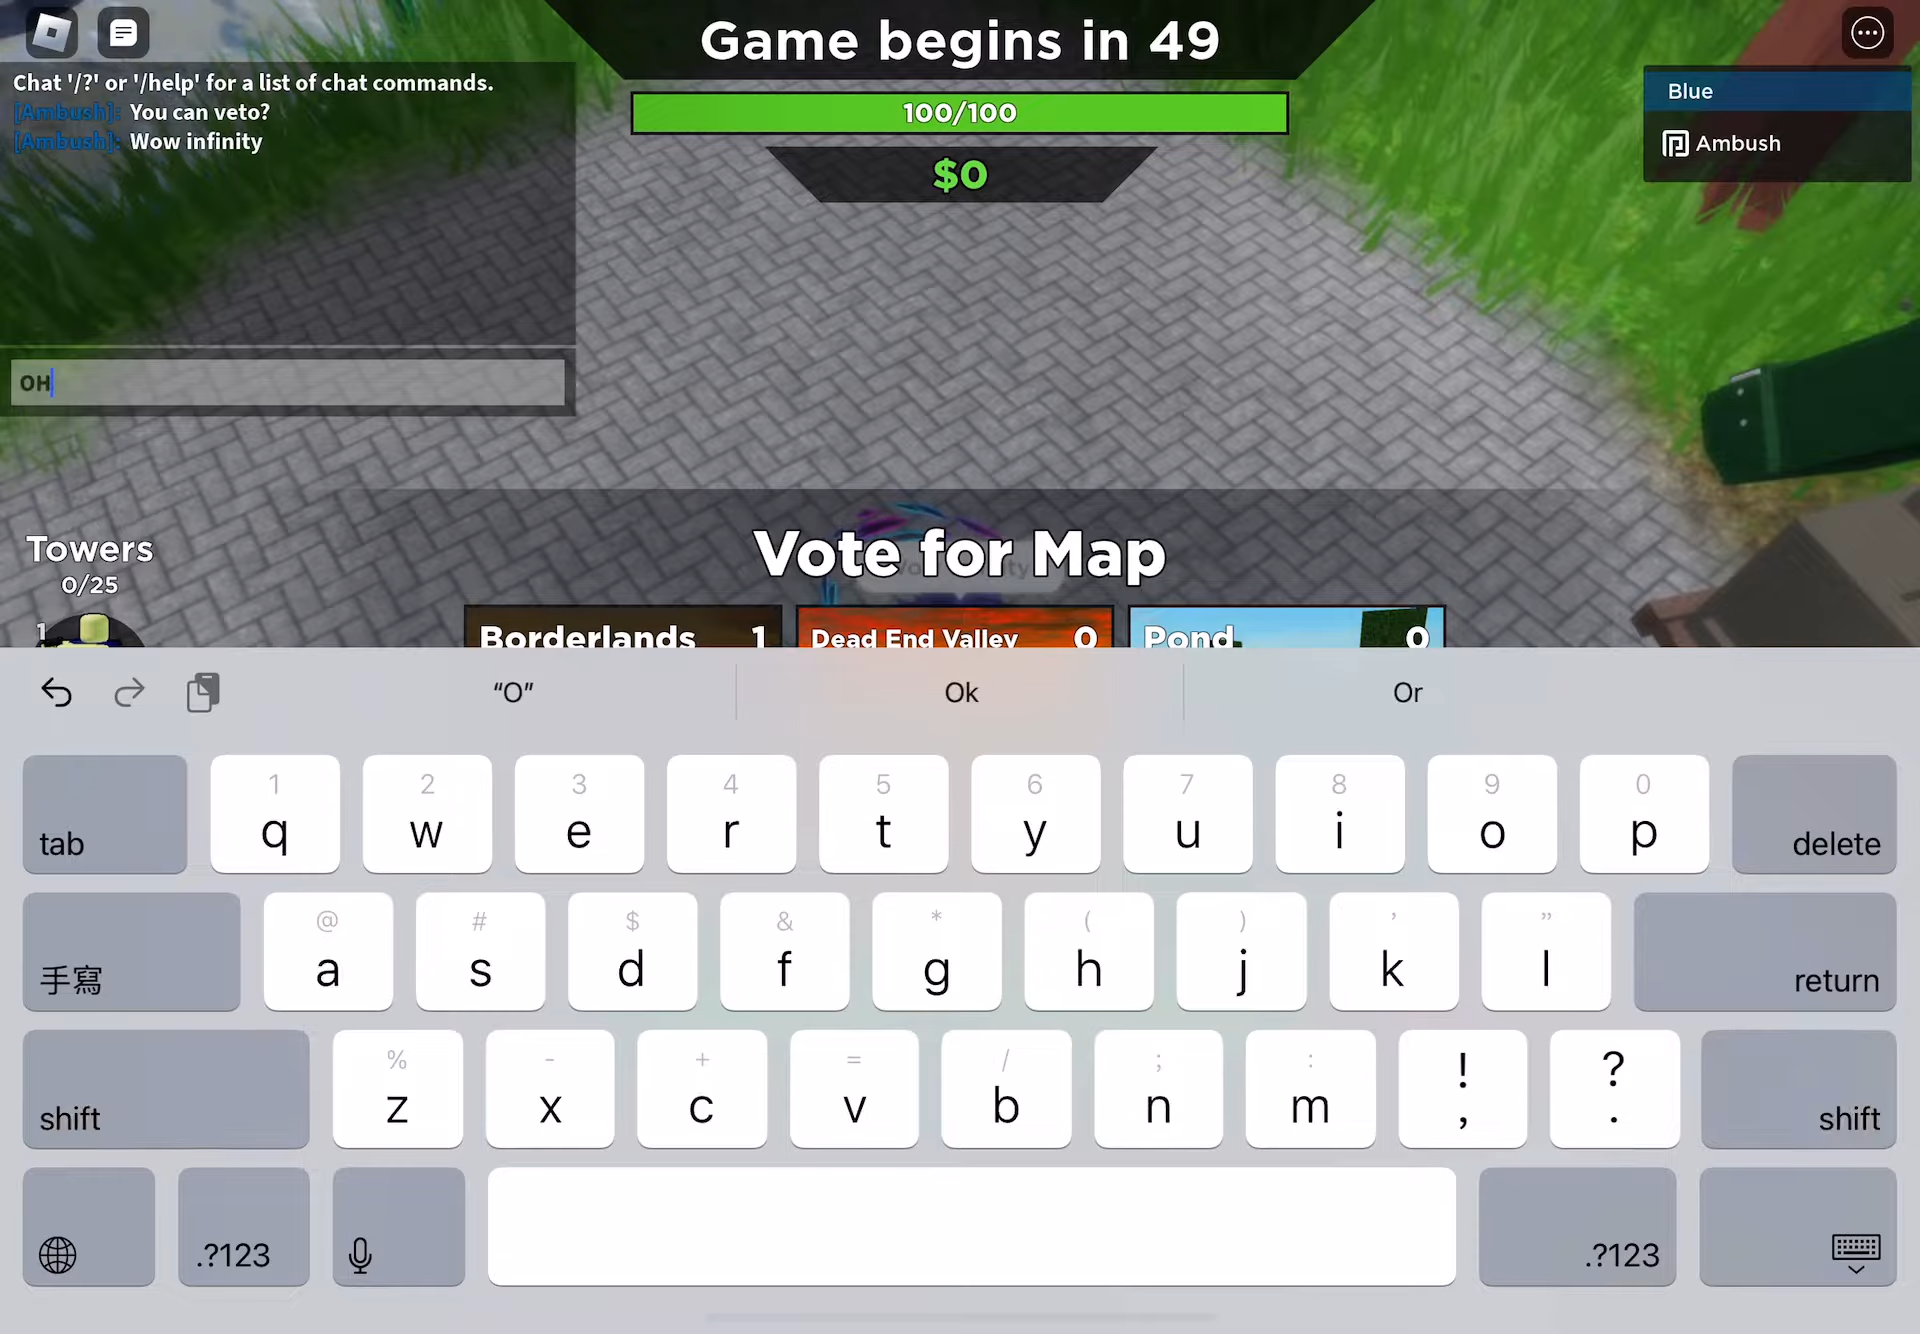 Game begins in 49
Chat '/?' or '/help' for a list of chat commands.
[Ambush]: You can veto?
[Ambush]: Wow infinity
100/100
$0
Blue
Ambush
OH
Towers
0/25
1
Vote for Map
Borderlands 1
Dead End Valley 0
Pond 0
“O” Ok Or
tab 1 q 2 w 3 e 4 r 5 t 6 y 7 u 8 i 9 o 0 p delete
手寫 @ a # s $ d & f * g ( h ) j ’ k ” l return
shift % z - x + c = v / b ; n : m ! , ? . shift
.?123 .?123